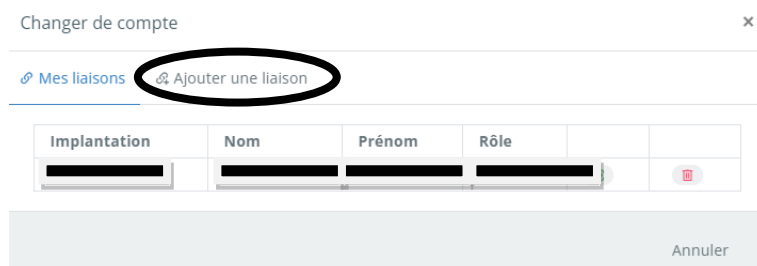 Changer de compte ×
Mes liaisons Ajouter une liaison
Implantation Nom Prénom Rôle
Annuler